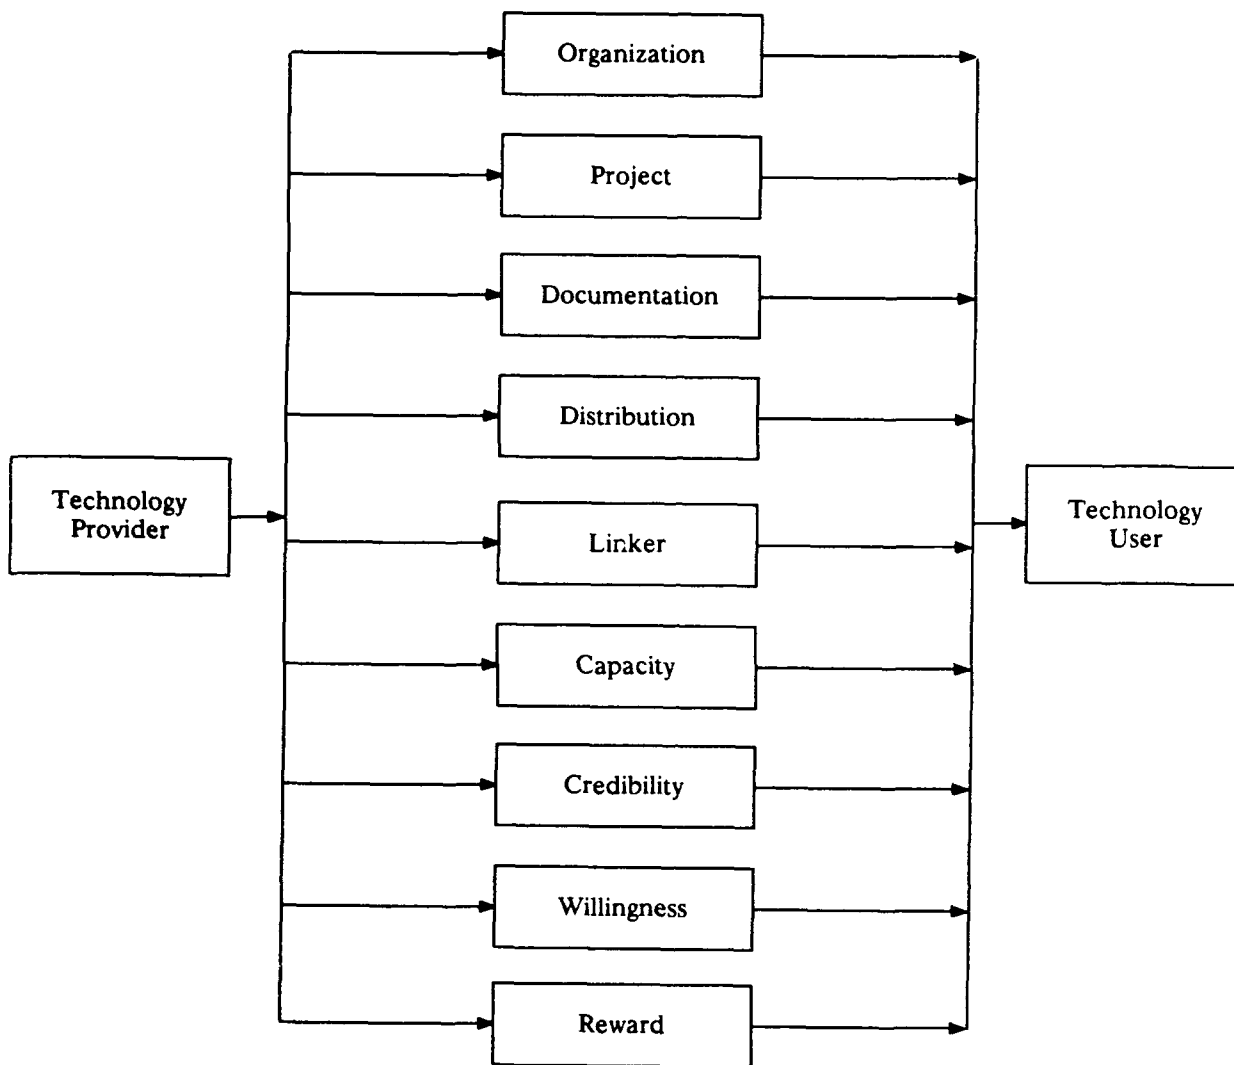 Organization
Project
Documentation
Distribution
Technology
Provider
Linker
Technology
User
Capacity
Credibility
Willingness
Reward